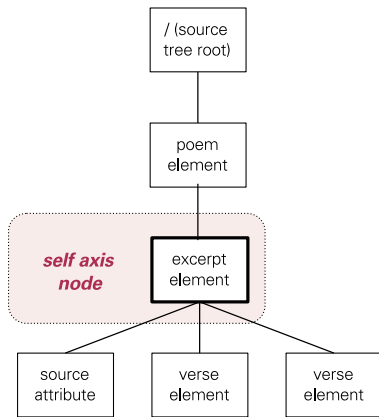 / (source
tree root)
poem
element
self axis
node
excerpt
element
source
attribute
verse
element
verse
element